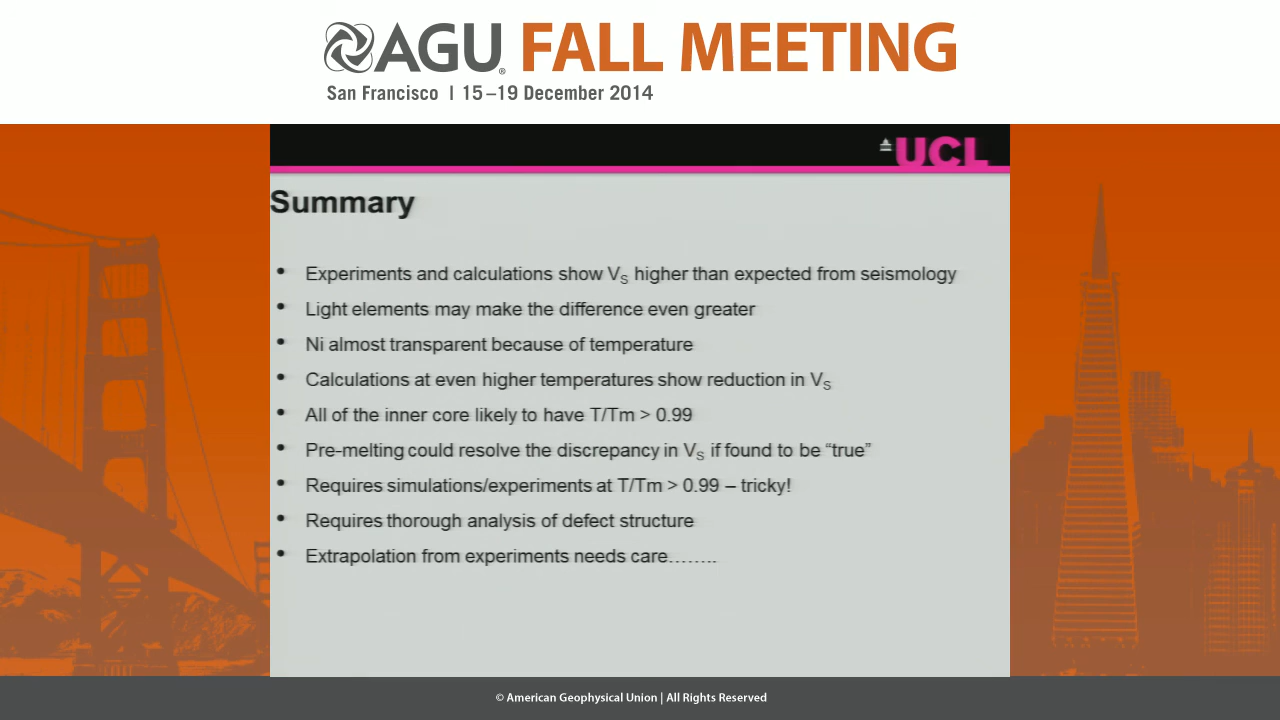 AGU® FALL MEETING
San Francisco | 15–19 December 2014
UCL
Summary
• Experiments and calculations show VS higher than expected from seismology
• Light elements may make the difference even greater
• Ni almost transparent because of temperature
• Calculations at even higher temperatures show reduction in VS
• All of the inner core likely to have T/Tm > 0.99
• Pre-melting could resolve the discrepancy in VS if found to be “true”
• Requires simulations/experiments at T/Tm > 0.99 – tricky!
• Requires thorough analysis of defect structure
• Extrapolation from experiments needs care……..
© American Geophysical Union | All Rights Reserved